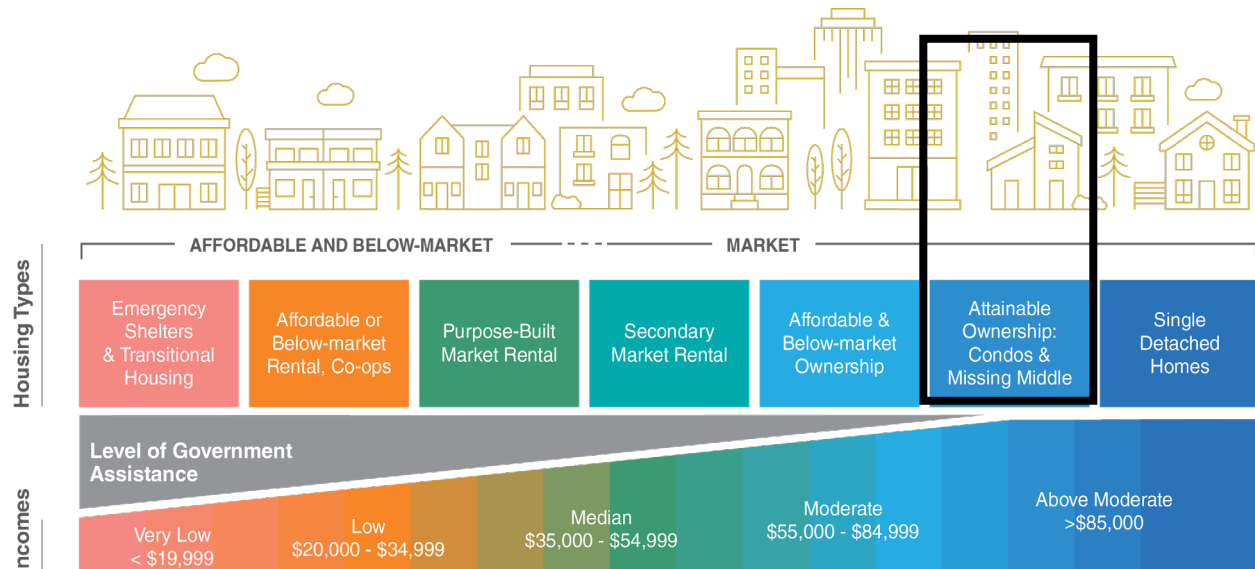 AFFORDABLE AND BELOW-MARKET
MARKET
Housing Types
Emergency
Shelters
& Transitional
Housing
Affordable or
Below-market
Rental, Co-ops
Purpose-Built
Market Rental
Secondary
Market Rental
Affordable &
Below-market
Ownership
Attainable
Ownership:
Condos &
Missing Middle
Single
Detached
Homes
Level of Government
Assistance
ncomes
Very Low
< $19,999
Low
$20,000 - $34,999
Median
$35,000 - $54,999
Moderate
$55,000 - $84,999
Above Moderate
>$85,000